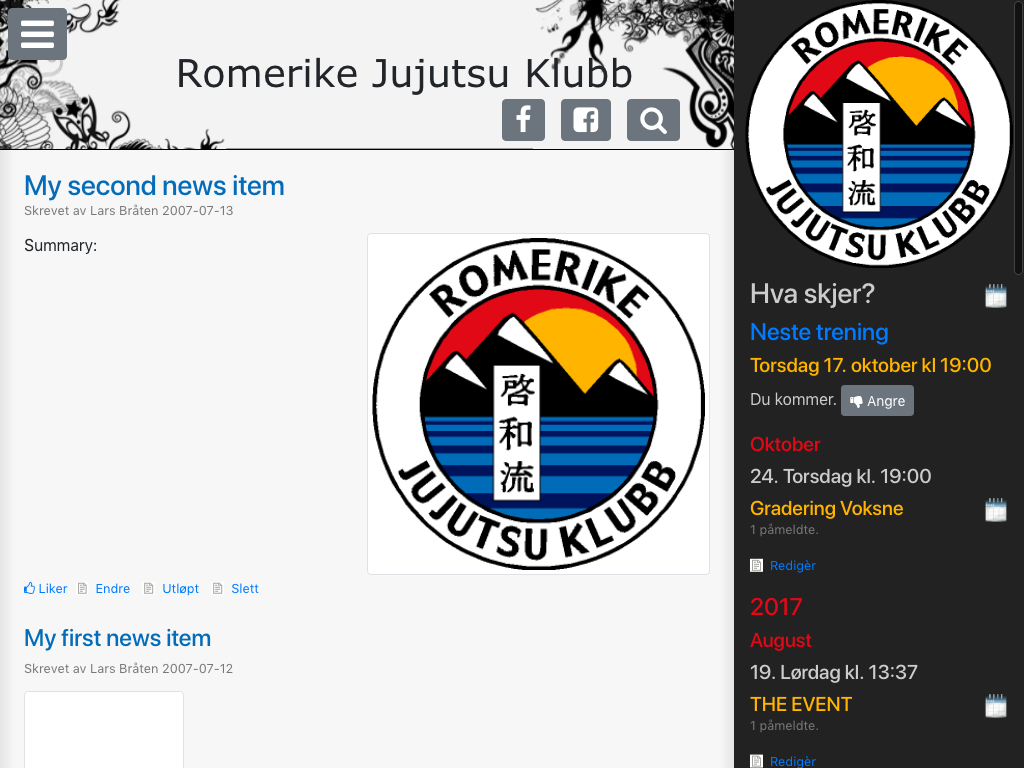 Romerike Jujutsu Klubb
My second news item
Skrevet av Lars Bråten 2007-07-13
Summary:
ROMERIKE
啓
和
流
JUJUTSU KLUBB
Liker Endre Utløpt Slett
My first news item
Skrevet av Lars Bråten 2007-07-12
ROMERIKE
啓
和
流
JUJUTSU KLUBB
Hva skjer?
Neste trening
Torsdag 17. oktober kl 19:00
Du kommer. Angre
Oktober
24. Torsdag kl. 19:00
Gradering Voksne
1 påmeldte.
Redigèr
2017
August
19. Lørdag kl. 13:37
THE EVENT
1 påmeldte.
Redigèr